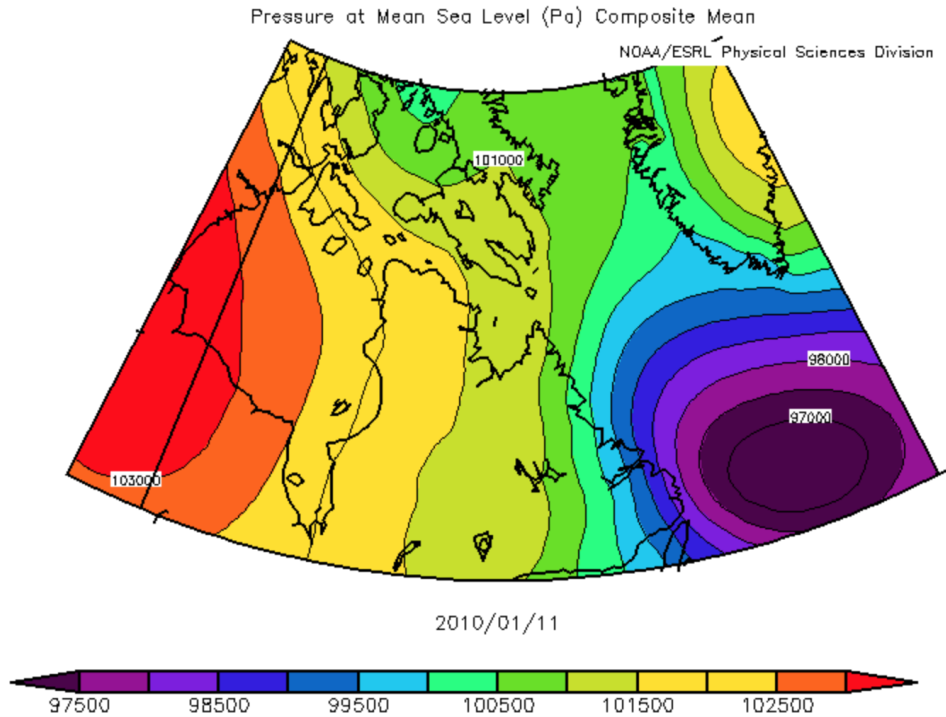 Pressure at Mean Sea Level (Pa) Composite Mean
NOAA/ESRL Physical Sciences Division
101000
98000
97000
103000
2010/01/11
97500 98500 99500 100500 101500 102500